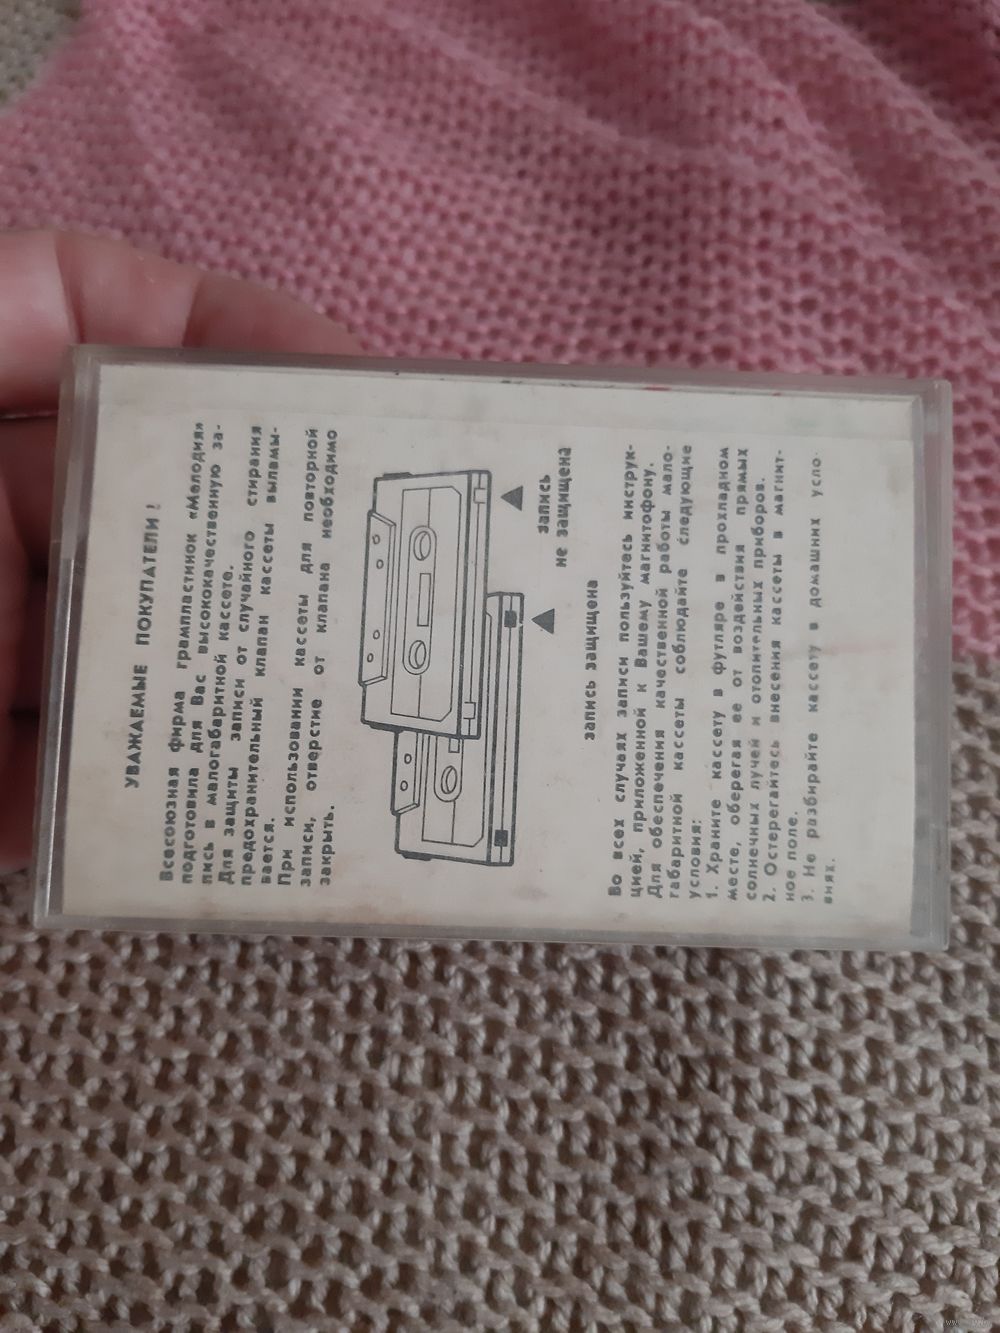 УВАЖАЕМЫЕ ПОКУПАТЕЛИ!
Всесоюзная фирма грампластинок «Мелодия»
подготовила для Вас высококачественную за-
пись в малогабаритной кассете.
Для защиты записи от случайного стирания
предохранительный клапан кассеты выламы-
вается.
При использовании кассеты для повторной
записи, отверстие от клапана необходимо
закрыть.
запись
не защищена
запись защищена
Во всех случаях записи пользуйтесь инструк-
цией, приложенной к Вашему магнитофону.
Для обеспечения качественной работы мало-
габаритной кассеты соблюдайте следующие
условия:
1. Храните кассету в футляре в прохладном
месте, оберегая ее от воздействия прямых
солнечных лучей и отопительных приборов.
2. Остерегайтесь внесения кассеты в магнит-
ное поле.
3. Не разбирайте кассету в домашних усло-
виях.